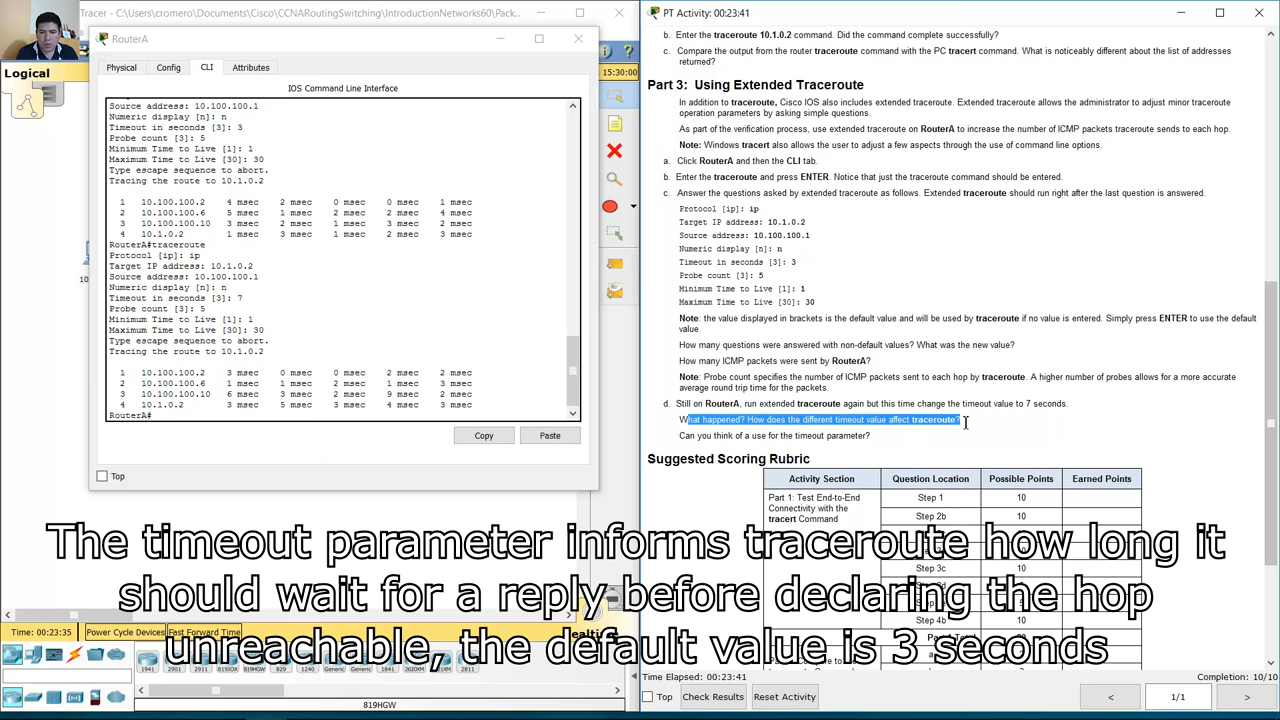 Tracer - C:\Users\cromero\Documents\Cisco\CCNARoutingSwitching\IntroductionNetworks60\Pack...
Logical
15:30:00
RouterA
Physical Config CLI Attributes
IOS Command Line Interface
Source address: 10.100.100.1
Numeric display [n]: n
Timeout in seconds [3]: 3
Probe count [3]: 5
Minimum Time to Live [1]: 1
Maximum Time to Live [30]: 30
Type escape sequence to abort.
Tracing the route to 10.1.0.2
1 10.100.100.2 4 msec 2 msec 0 msec 0 msec 1 msec
2 10.100.100.6 5 msec 1 msec 2 msec 2 msec 4 msec
3 10.100.100.10 3 msec 2 msec 1 msec 3 msec 2 msec
4 10.1.0.2 1 msec 3 msec 2 msec 2 msec 3 msec
RouterA#traceroute
Protocol [ip]: ip
Target IP address: 10.1.0.2
Source address: 10.100.100.1
Numeric display [n]: n
Timeout in seconds [3]: 7
Probe count [3]: 5
Minimum Time to Live [1]: 1
Maximum Time to Live [30]: 30
Type escape sequence to abort.
Tracing the route to 10.1.0.2
1 10.100.100.2 3 msec 0 msec 0 msec 2 msec 2 msec
2 10.100.100.6 1 msec 3 msec 2 msec 1 msec 3 msec
3 10.100.100.10 6 msec 3 msec 2 msec 9 msec 2 msec
4 10.1.0.2 3 msec 5 msec 3 msec 4 msec 3 msec
RouterA#
Copy Paste
Top
PT Activity: 00:23:41
b. Enter the traceroute 10.1.0.2 command. Did the command complete successfully?
c. Compare the output from the router traceroute command with the PC tracert command. What is noticeably different about the list of addresses
returned?
Part 3: Using Extended Traceroute
In addition to traceroute, Cisco IOS also includes extended traceroute. Extended traceroute allows the administrator to adjust minor traceroute
operation parameters by asking simple questions.
As part of the verification process, use extended traceroute on RouterA to increase the number of ICMP packets traceroute sends to each hop.
Note: Windows tracert also allows the user to adjust a few aspects through the use of command line options.
a. Click RouterA and then the CLI tab.
b. Enter the traceroute and press ENTER. Notice that just the traceroute command should be entered.
c. Answer the questions asked by extended traceroute as follows. Extended traceroute should run right after the last question is answered.
Protocol [ip]: ip
Target IP address: 10.1.0.2
Source address: 10.100.100.1
Numeric display [n]: n
Timeout in seconds [3]: 3
Probe count [3]: 5
Minimum Time to Live [1]: 1
Maximum Time to Live [30]: 30
Note: the value displayed in brackets is the default value and will be used by traceroute if no value is entered. Simply press ENTER to use the default
value.
How many questions were answered with non-default values? What was the new value?
How many ICMP packets were sent by RouterA?
Note: Probe count specifies the number of ICMP packets sent to each hop by traceroute. A higher number of probes allows for a more accurate
average round trip time for the packets.
d. Still on RouterA, run extended traceroute again but this time change the timeout value to 7 seconds.
What happened? How does the different timeout value affect traceroute?
Can you think of a use for the timeout parameter?
Suggested Scoring Rubric
Activity Section Question Location Possible Points Earned Points
Part 1: Test End-to-End
Connectivity with the
tracert Command
Step 1 10
Step 2b 10
Step 3c 10
Step 4b 10
The timeout parameter informs traceroute how long it
should wait for a reply before declaring the hop
unreachable, the default value is 3 seconds
Time: 00:23:35 Power Cycle Devices Fast Forward Time
1941 2901 2911 819IOX 819HGW 829 1240 Generic Generic 1841 2620XM 2811
819HGW
Time Elapsed: 00:23:41 Completion: 10/10
Top Check Results Reset Activity < 1/1 >